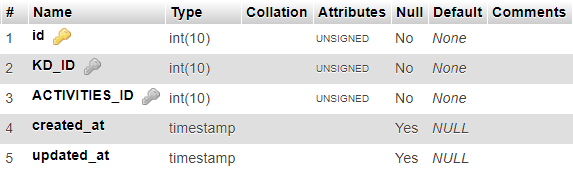 # Name Type Collation Attributes Null Default Comments
1 id int(10) UNSIGNED No None
2 KD_ID int(10) UNSIGNED No None
3 ACTIVITIES_ID int(10) UNSIGNED No None
4 created_at timestamp Yes NULL
5 updated_at timestamp Yes NULL